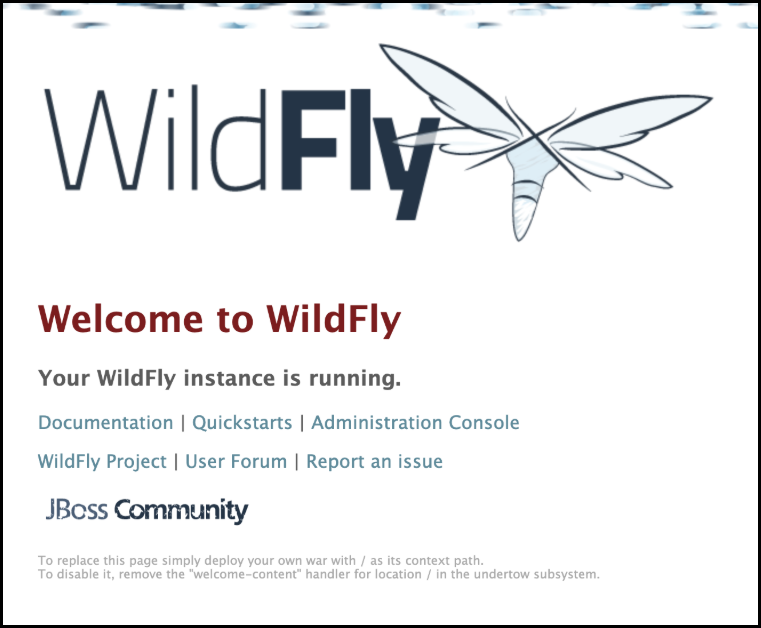 WildFly
Welcome to WildFly
Your WildFly instance is running.
Documentation | Quickstarts | Administration Console
WildFly Project | User Forum | Report an issue
JBoss Community
To replace this page simply deploy your own war with / as its context path.
To disable it, remove the "welcome-content" handler for location / in the undertow subsystem.